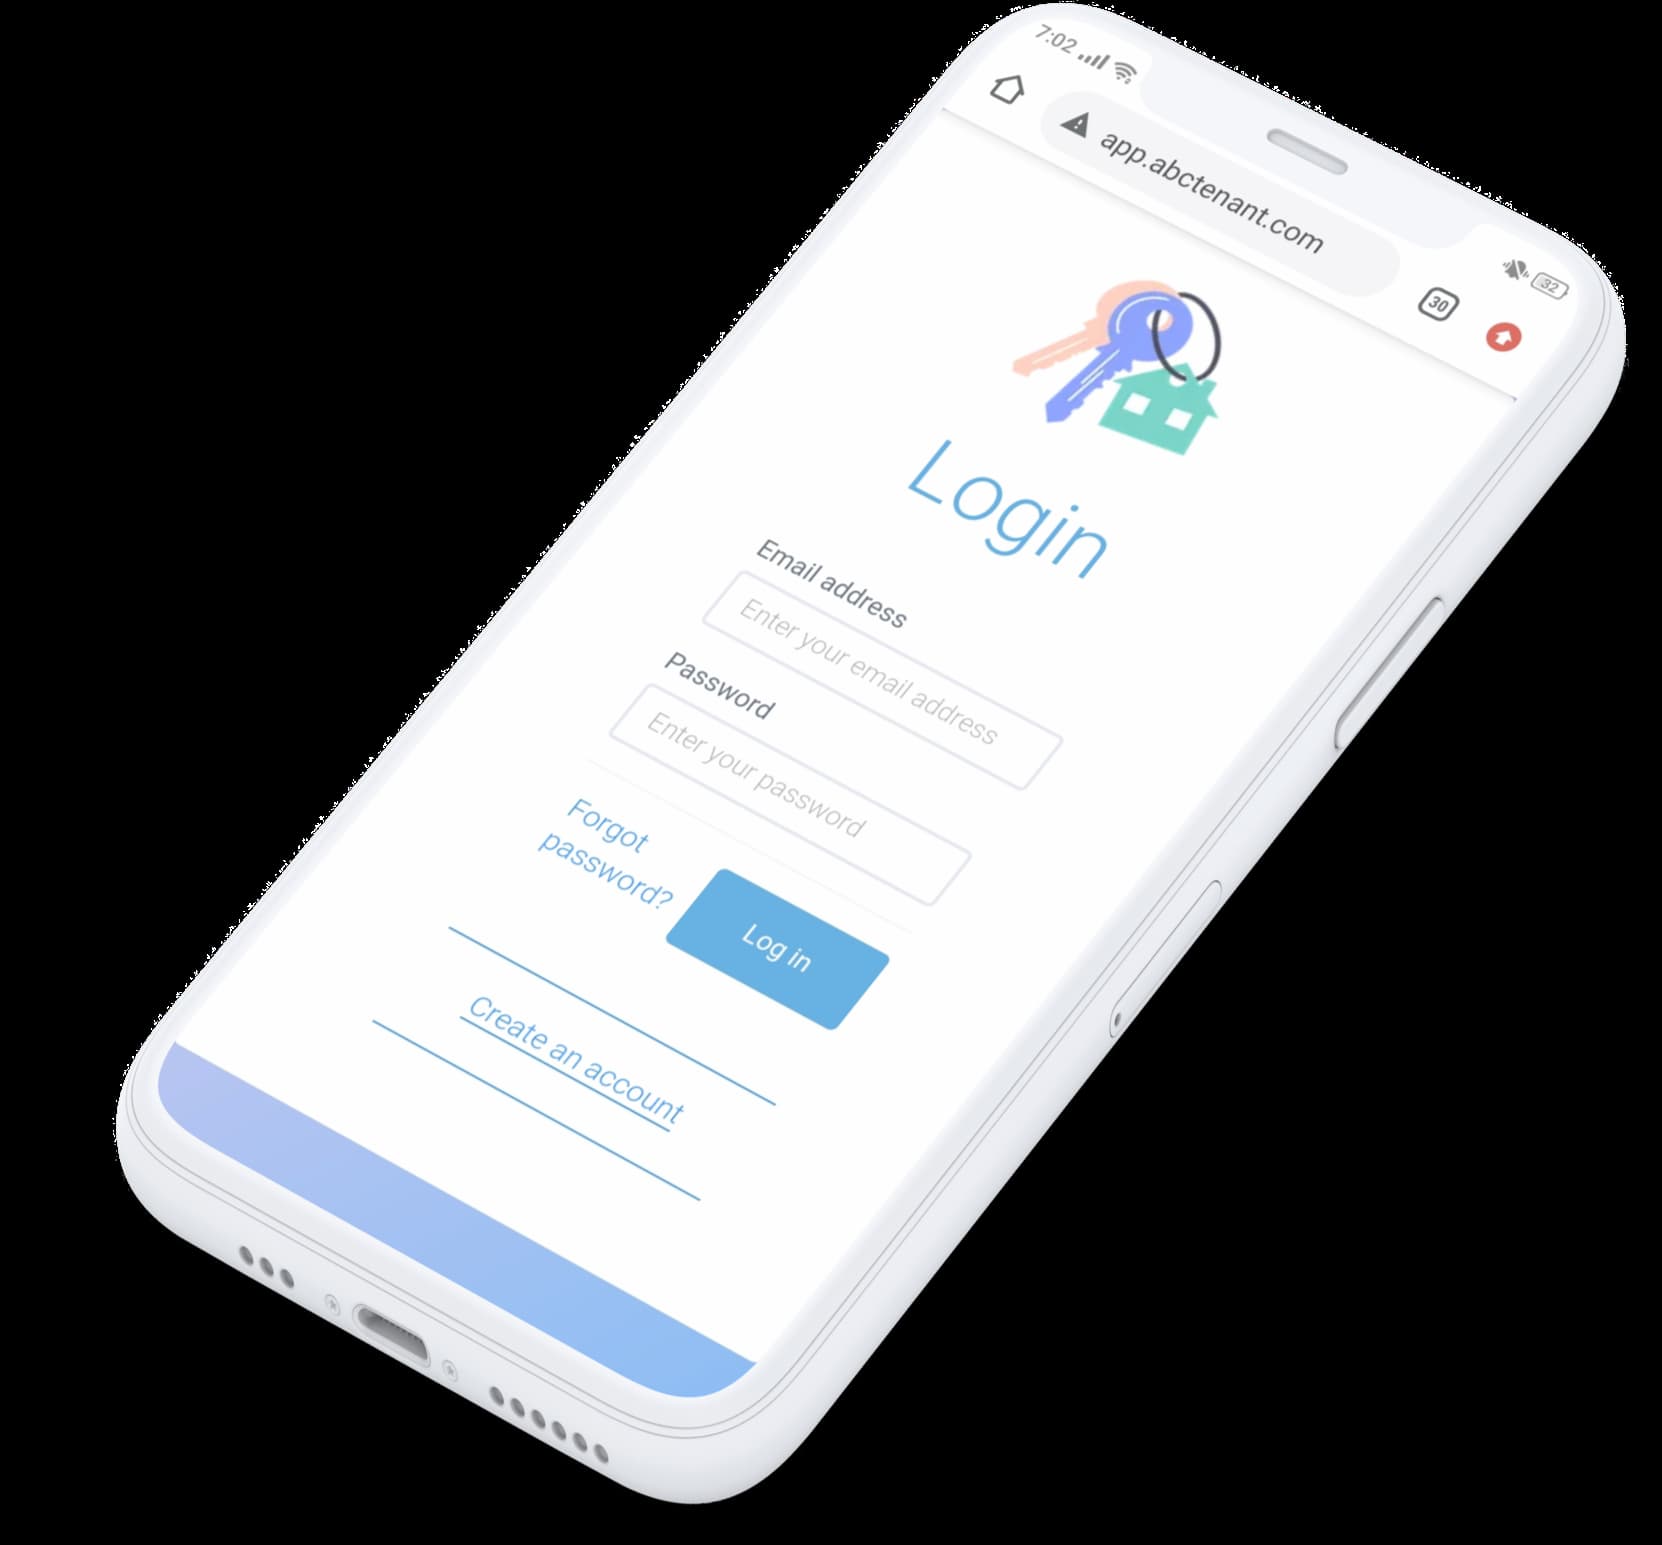 7:02
app.abctenant.com
30
32
Login
Email address
Enter your email address
Password
Enter your password
Forgot
password?
Log in
Create an account